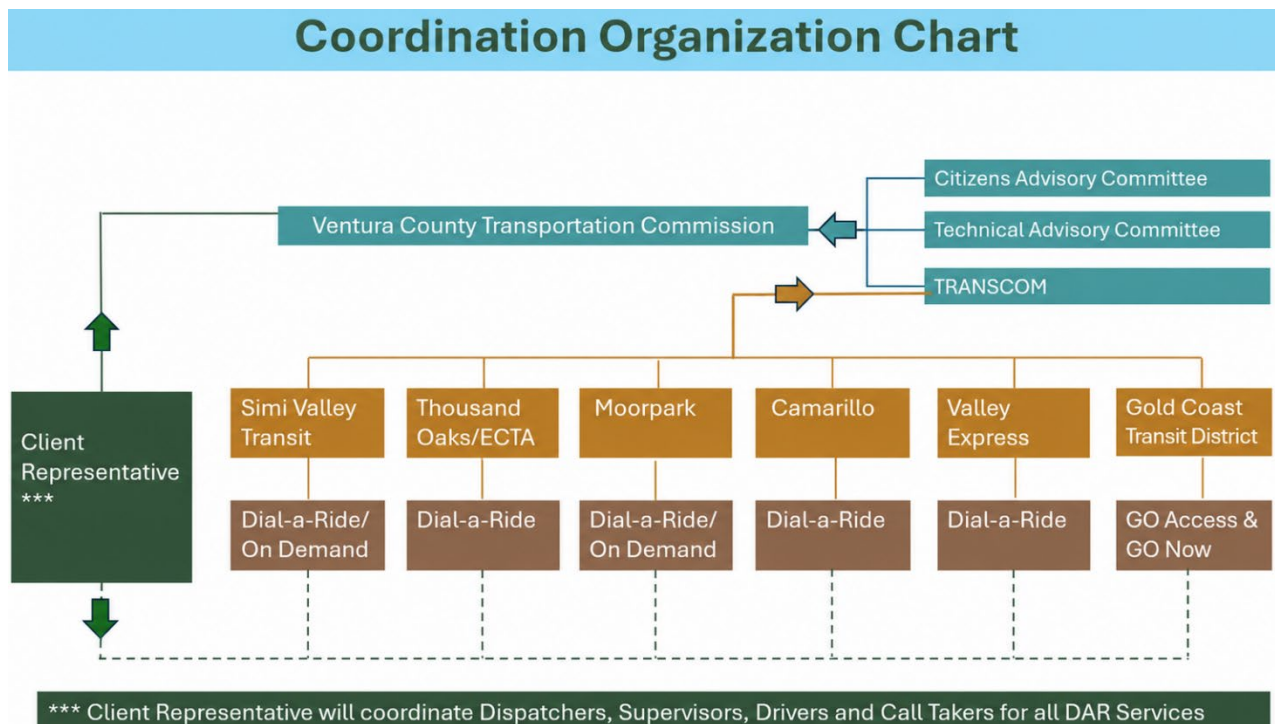 Coordination Organization Chart
Citizens Advisory Committee
Ventura County Transportation Commission
Technical Advisory Committee
TRANSCOM
Client
Representative
***
Simi Valley
Transit
Thousand
Oaks/ECTA
Moorpark
Camarillo
Valley
Express
Gold Coast
Transit District
Dial-a-Ride/
On Demand
Dial-a-Ride
Dial-a-Ride/
On Demand
Dial-a-Ride
Dial-a-Ride
GO Access &
GO Now
*** Client Representative will coordinate Dispatchers, Supervisors, Drivers and Call Takers for all DAR Services